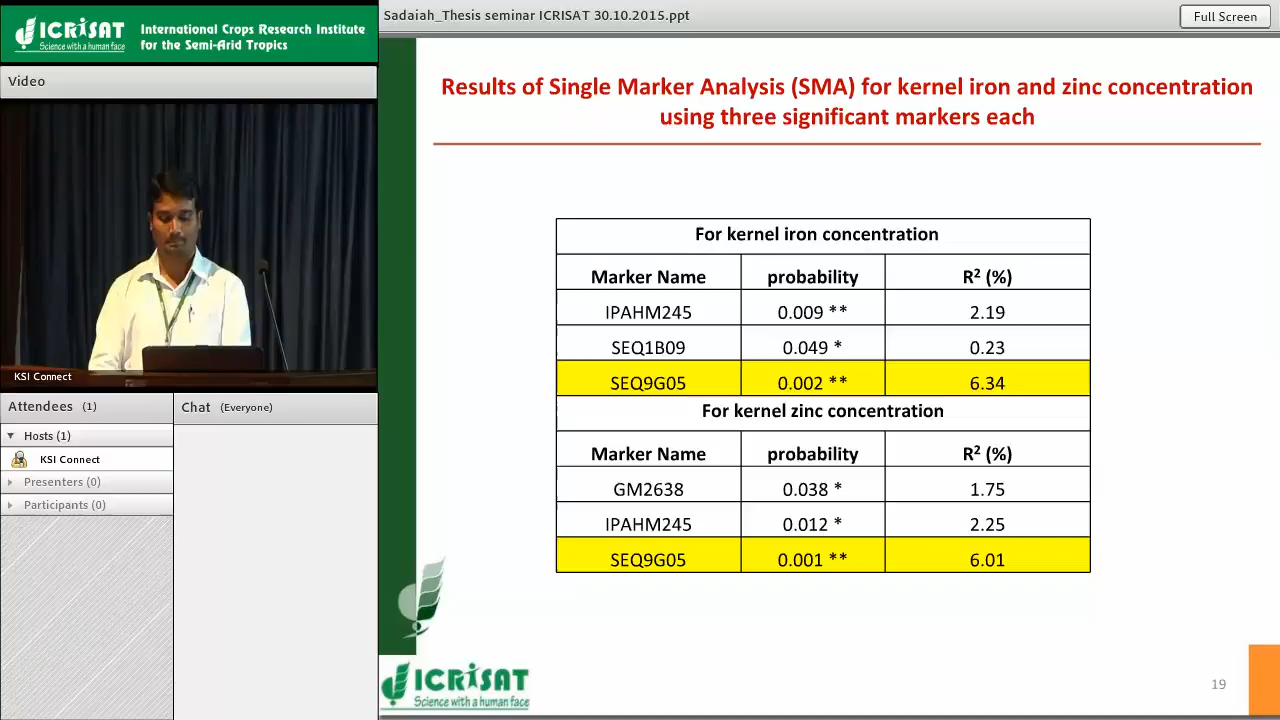 ICRISAT
Science with a human face
International Crops Research Institute
for the Semi-Arid Tropics
Sadaiah_Thesis seminar ICRISAT 30.10.2015.ppt
Full Screen
Video
KSI Connect
Attendees (1)
Hosts (1)
KSI Connect
Presenters (0)
Participants (0)
Chat (Everyone)
Results of Single Marker Analysis (SMA) for kernel iron and zinc concentration
using three significant markers each
For kernel iron concentration
Marker Name probability R² (%)
IPAHM245 0.009 ** 2.19
SEQ1B09 0.049 * 0.23
SEQ9G05 0.002 ** 6.34
For kernel zinc concentration
Marker Name probability R² (%)
GM2638 0.038 * 1.75
IPAHM245 0.012 * 2.25
SEQ9G05 0.001 ** 6.01
ICRISAT
Science with a human face
19